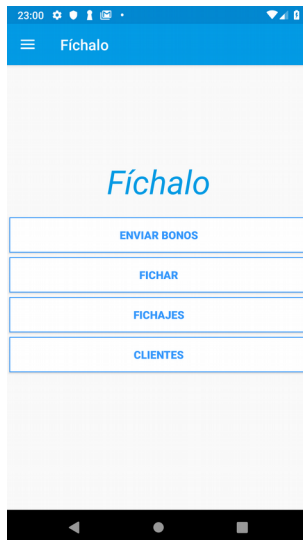 23:00
Fíchalo
Fíchalo
ENVIAR BONOS
FICHAR
FICHAJES
CLIENTES